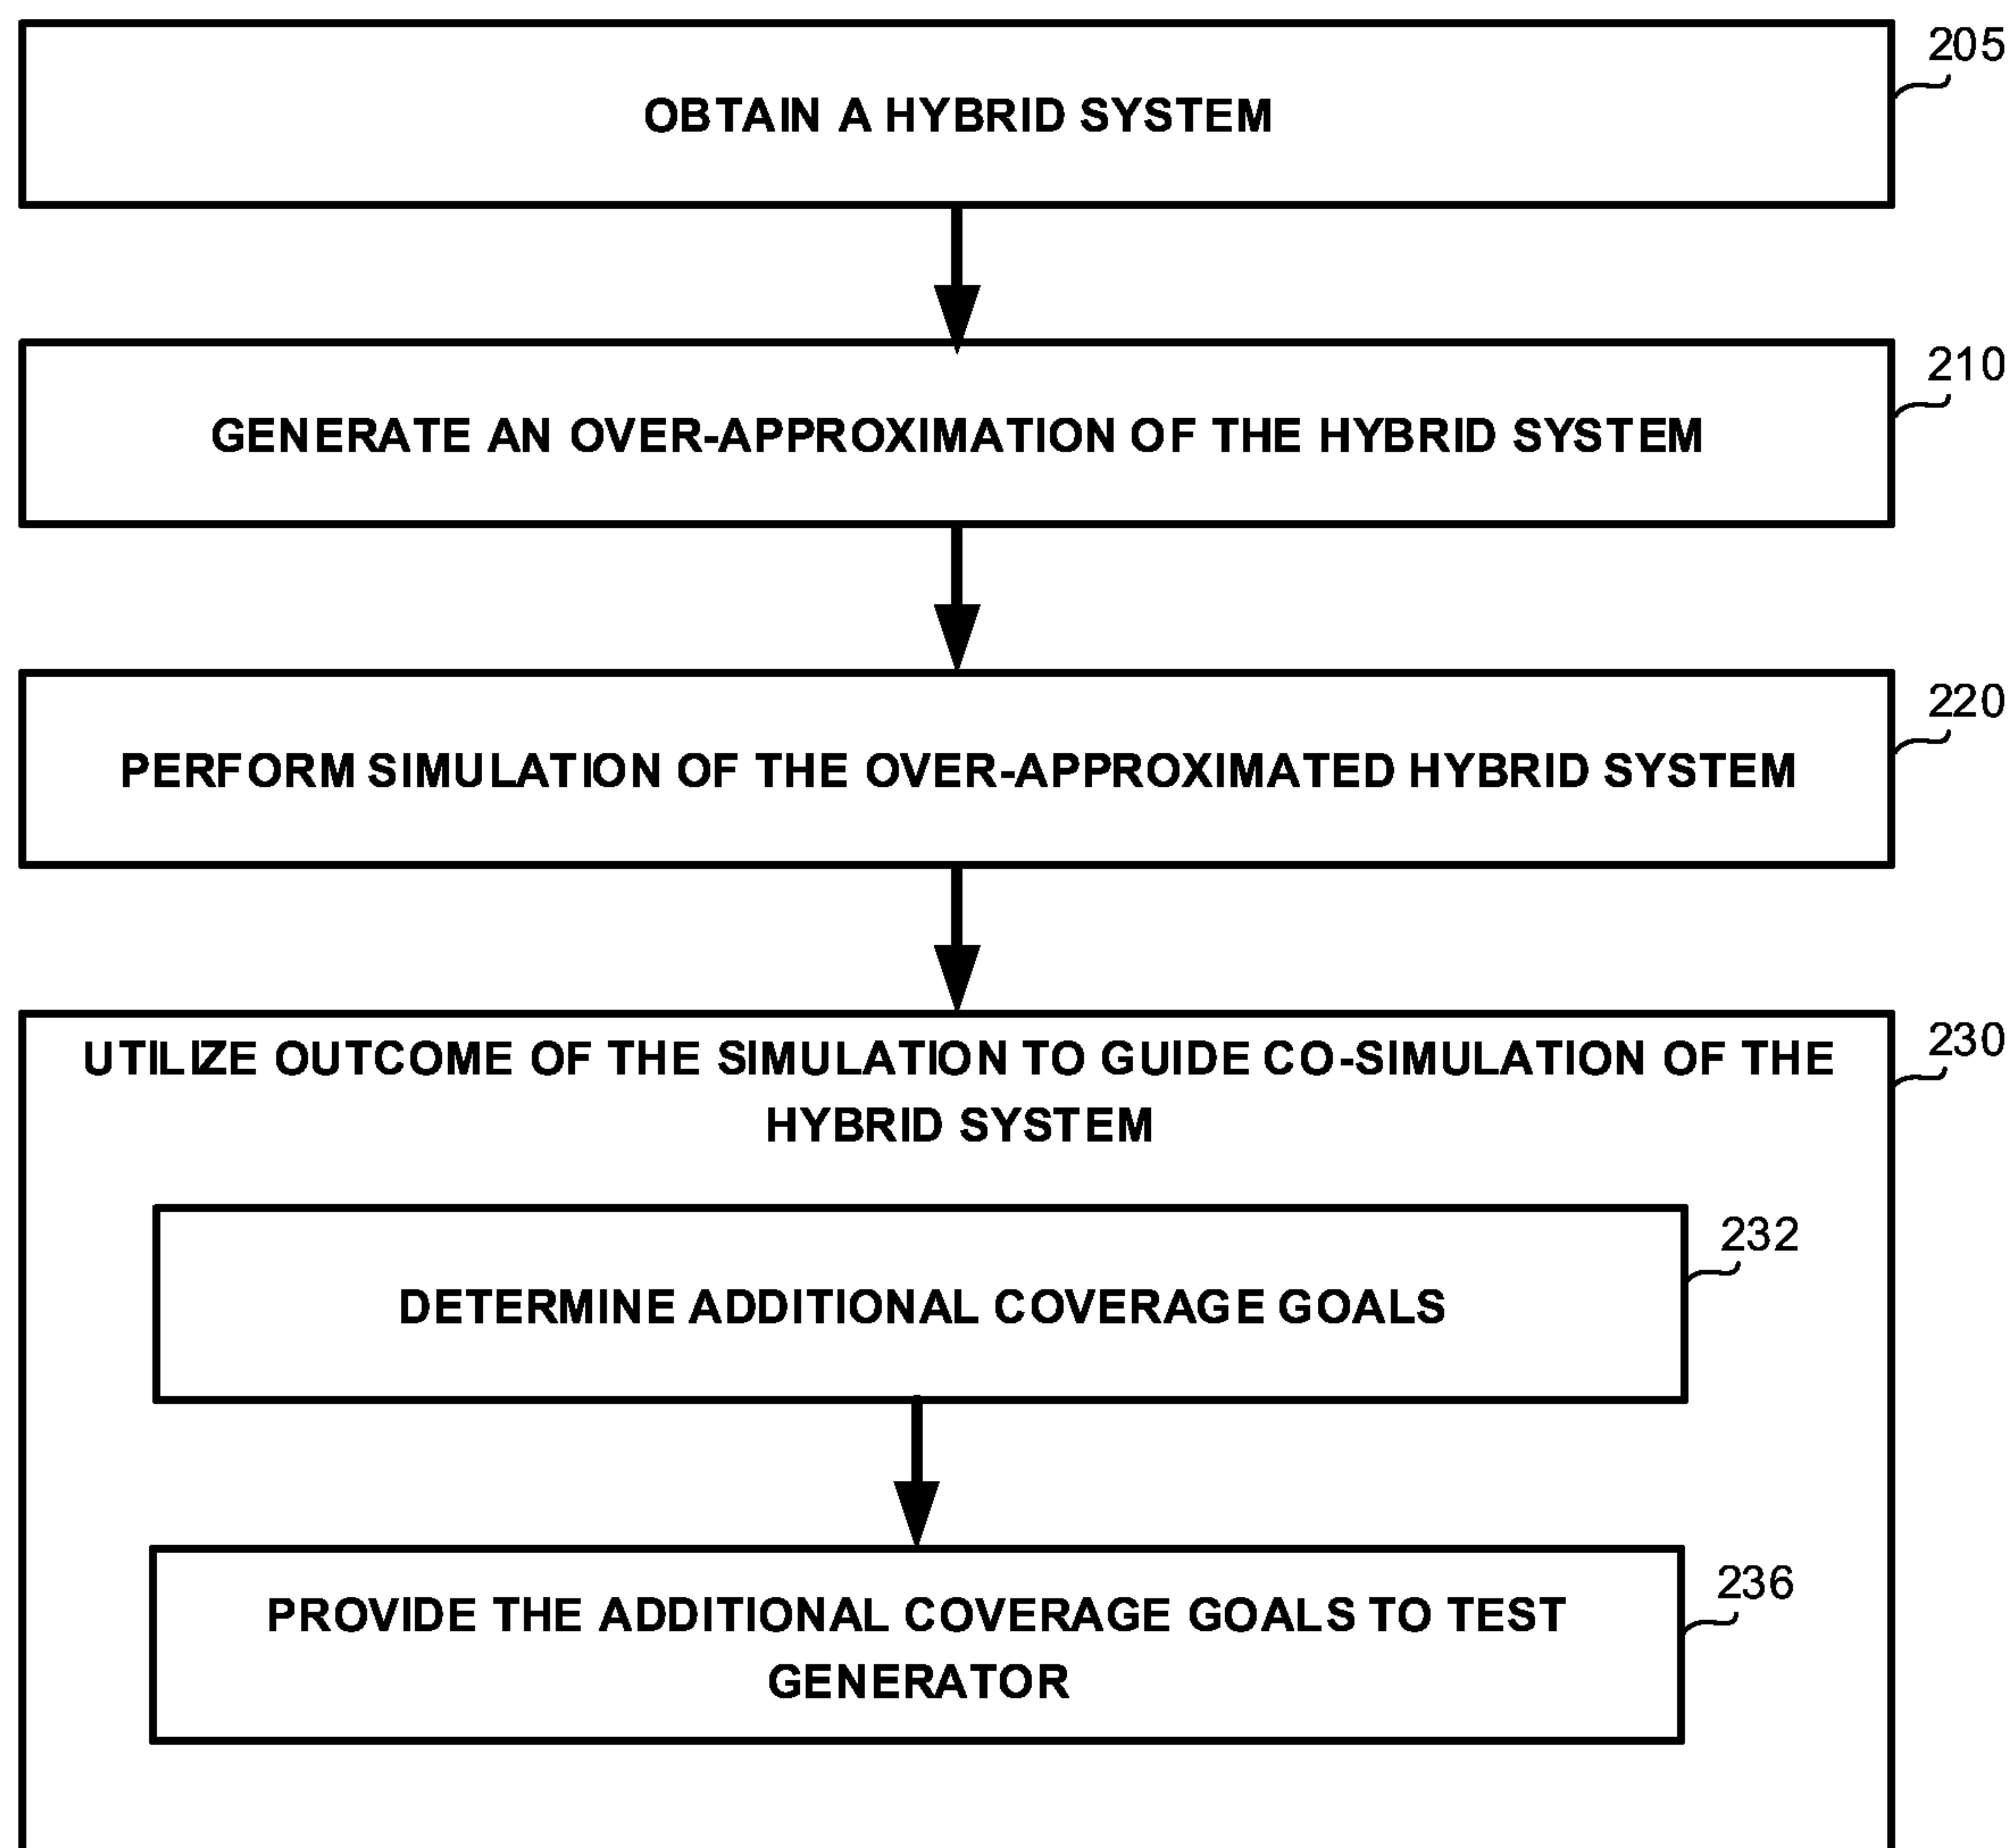 205
OBTAIN A HYBRID SYSTEM
210
GENERATE AN OVER-APPROXIMATION OF THE HYBRID SYSTEM
220
PERFORM SIMULATION OF THE OVER-APPROXIMATED HYBRID SYSTEM
230
UTILIZE OUTCOME OF THE SIMULATION TO GUIDE CO-SIMULATION OF THE
HYBRID SYSTEM
232
DETERMINE ADDITIONAL COVERAGE GOALS
236
PROVIDE THE ADDITIONAL COVERAGE GOALS TO TEST
GENERATOR